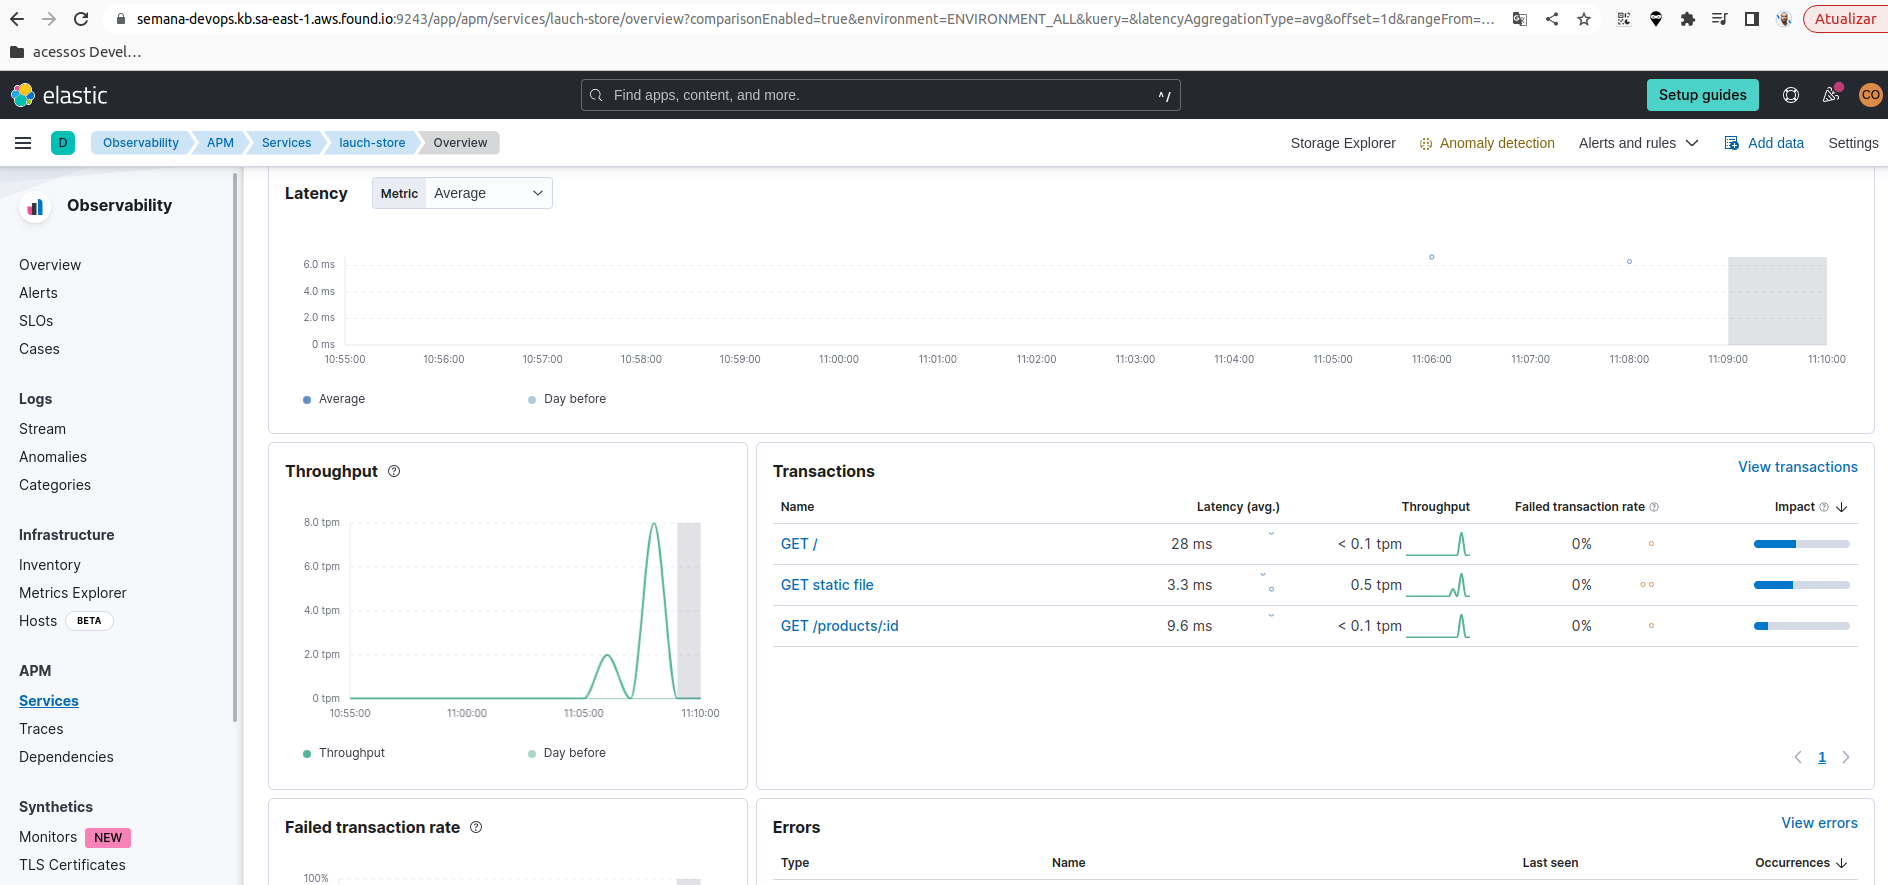 semana-devops.kb.sa-east-1.aws.found.io:9243/app/apm/services/lauch-store/overview?comparisonEnabled=true&environment=ENVIRONMENT_ALL&kuery=&latencyAggregationType=avg&offset=1d&rangeFrom=...
Atualizar
acessos Devel...
elastic
Find apps, content, and more.
^/
Setup guides
CO
D
Observability
APM
Services
lauch-store
Overview
Storage Explorer
Anomaly detection
Alerts and rules
Add data
Settings
Observability
Overview
Alerts
SLOs
Cases
Logs
Stream
Anomalies
Categories
Infrastructure
Inventory
Metrics Explorer
Hosts BETA
APM
Services
Traces
Dependencies
Synthetics
Monitors NEW
TLS Certificates
Latency
Metric Average
6.0 ms
4.0 ms
2.0 ms
0 ms
10:55:00 10:56:00 10:57:00 10:58:00 10:59:00 11:00:00 11:01:00 11:02:00 11:03:00 11:04:00 11:05:00 11:06:00 11:07:00 11:08:00 11:09:00 11:10:00
Average Day before
Throughput
8.0 tpm
6.0 tpm
4.0 tpm
2.0 tpm
0 tpm
10:55:00 11:00:00 11:05:00 11:10:00
Throughput Day before
Transactions View transactions
Name Latency (avg.) Throughput Failed transaction rate Impact
GET / 28 ms < 0.1 tpm 0%
GET static file 3.3 ms 0.5 tpm 0%
GET /products/:id 9.6 ms < 0.1 tpm 0%
1
Failed transaction rate
100%
Errors View errors
Type Name Last seen Occurrences